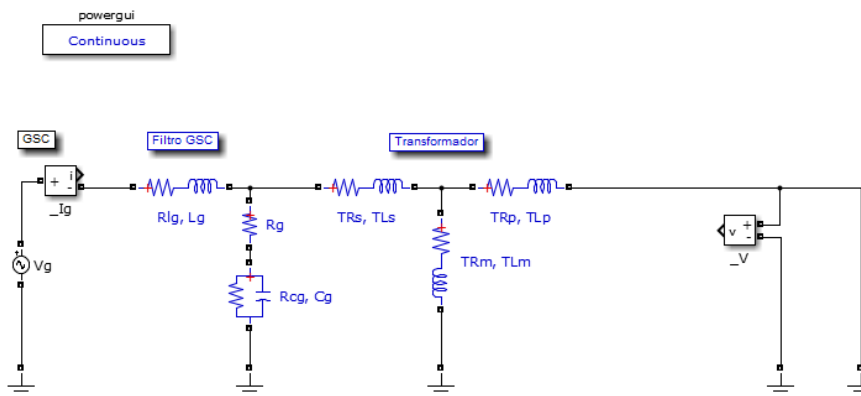 powergui
Continuous
GSC
Filtro GSC
Transformador
+ i -
_Ig
Rlg, Lg
TRs, TLs
TRp, TLp
Rg
TRm, TLm
v + -
_V
Vg
Rcg, Cg